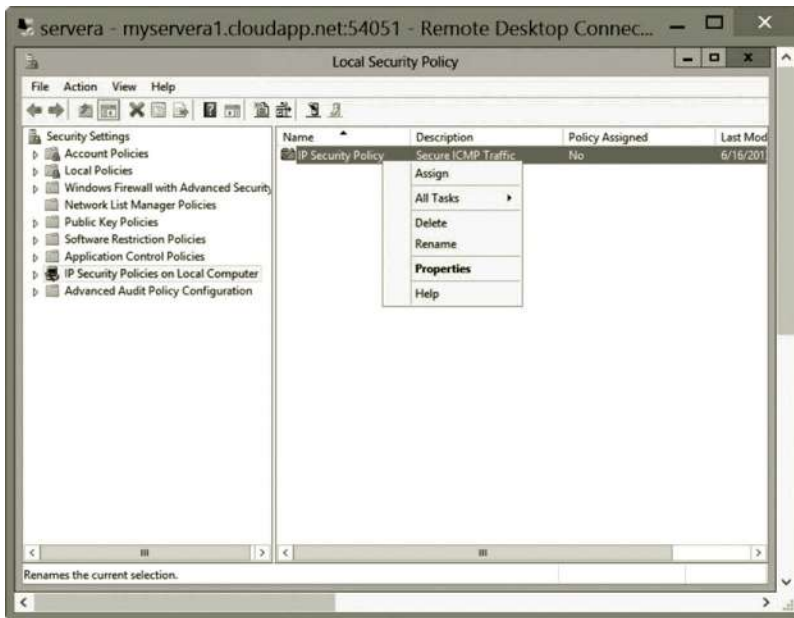 servera - myservera1.cloudapp.net:54051 - Remote Desktop Connec...
Local Security Policy
File Action View Help
Security Settings
Account Policies
Local Policies
Windows Firewall with Advanced Security
Network List Manager Policies
Public Key Policies
Software Restriction Policies
Application Control Policies
IP Security Policies on Local Computer
Advanced Audit Policy Configuration
Name Description Policy Assigned Last Mod
IP Security Policy Secure ICMP Traffic No 6/16/201
Assign
All Tasks
Delete
Rename
Properties
Help
Renames the current selection.